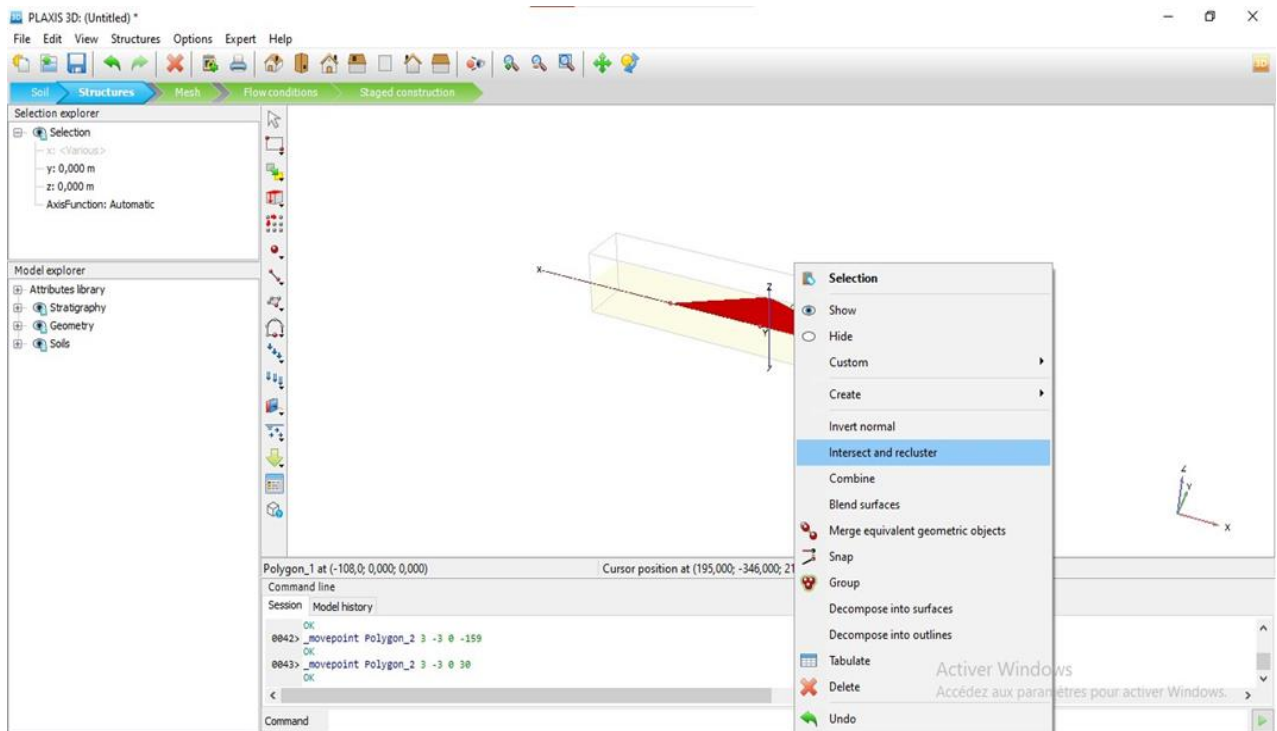 PLAXIS 3D: (Untitled) *
File Edit View Structures Options Expert Help
Soil Structures Mesh Flow conditions Staged construction
Selection explorer
Selection
x: <Various>
y: 0,000 m
z: 0,000 m
AxisFunction: Automatic
Model explorer
Attributes library
Stratigraphy
Geometry
Soils
X
Z
Y
Selection
Show
Hide
Custom
Create
Invert normal
Intersect and recluster
Combine
Blend surfaces
Merge equivalent geometric objects
Snap
Group
Decompose into surfaces
Decompose into outlines
Tabulate
Delete
Undo
Z
Y
X
Polygon_1 at (-108,0; 0,000; 0,000)
Cursor position at (195,000; -346,000; 21
Command line
Session Model history
OK
0042> _movepoint Polygon_2 3 -3 0 -159
OK
0043> _movepoint Polygon_2 3 -3 0 30
OK
Command
Activer Windows
Accédez aux paramètres pour activer Windows.
3D